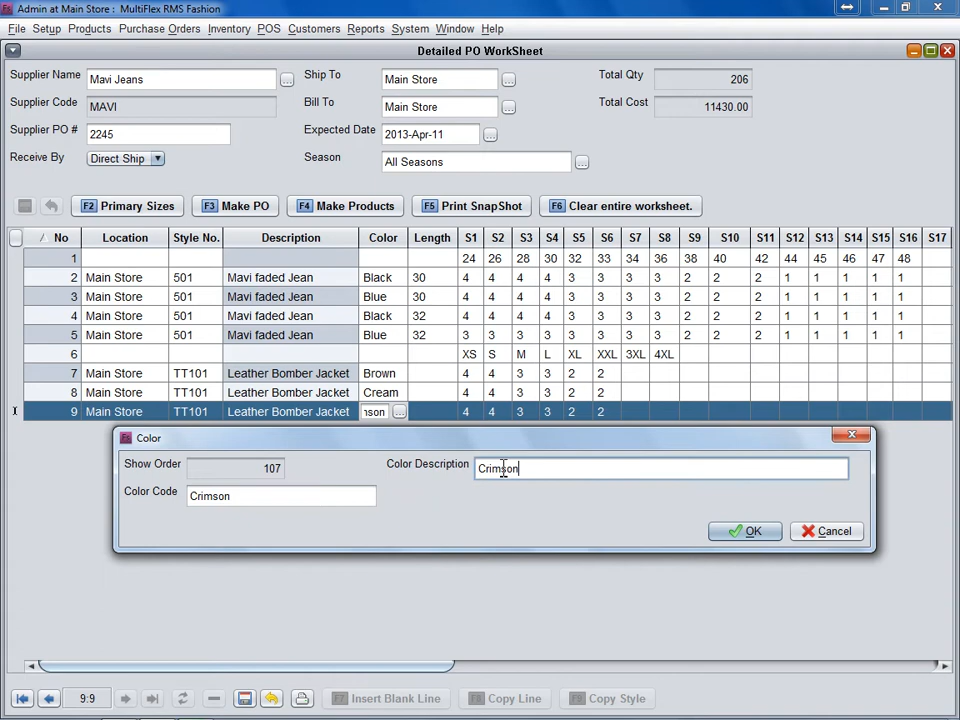 Admin at Main Store : MultiFlex RMS Fashion
File Setup Products Purchase Orders Inventory POS Customers Reports System Window Help
Detailed PO WorkSheet
Supplier Name Mavi Jeans ... Ship To Main Store ... Total Qty 206
Supplier Code MAVI Bill To Main Store ... Total Cost 11430.00
Supplier PO # 2245 Expected Date 2013-Apr-11 ...
Receive By Direct Ship Season All Seasons ...
F2 Primary Sizes F3 Make PO F4 Make Products F5 Print SnapShot F6 Clear entire worksheet.
No Location Style No. Description Color Length S1 S2 S3 S4 S5 S6 S7 S8 S9 S10 S11 S12 S13 S14 S15 S16 S17
1 24 26 28 30 32 33 34 36 38 40 42 44 45 46 47 48
2 Main Store 501 Mavi faded Jean Black 30 4 4 4 4 3 3 3 3 2 2 2 1 1 1 1 1
3 Main Store 501 Mavi faded Jean Blue 30 4 4 4 4 3 3 3 3 2 2 2 1 1 1 1 1
4 Main Store 501 Mavi faded Jean Black 32 4 4 4 4 3 3 3 3 2 2 2 1 1 1 1 1
5 Main Store 501 Mavi faded Jean Blue 32 3 3 3 3 3 3 3 3 2 2 2 1 1 1 1 1
6 XS S M L XL XXL 3XL 4XL
7 Main Store TT101 Leather Bomber Jacket Brown 4 4 3 3 2 2
8 Main Store TT101 Leather Bomber Jacket Cream 4 4 3 3 2 2
9 Main Store TT101 Leather Bomber Jacket nson ... 4 4 3 3 2 2
Fs Color
Show Order 107 Color Description Crimson
Color Code Crimson
OK Cancel
9:9 F7 Insert Blank Line F8 Copy Line F9 Copy Style